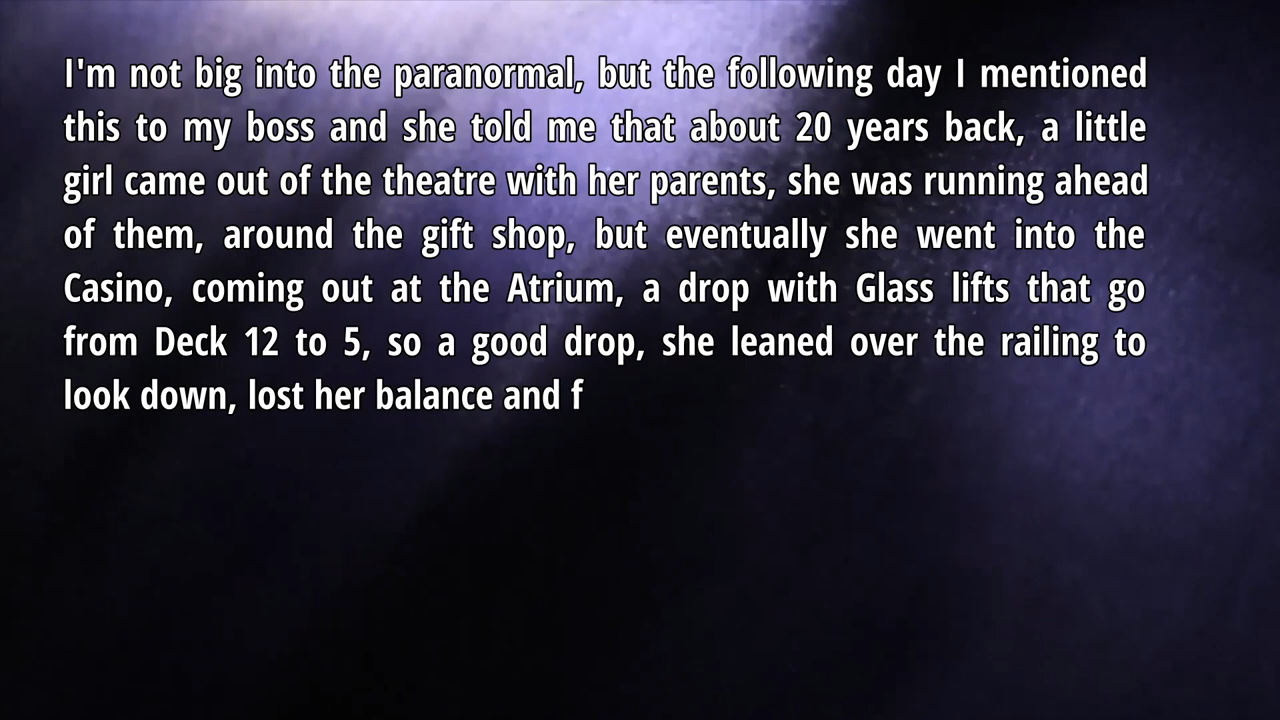 I'm not big into the paranormal, but the following day I mentioned
this to my boss and she told me that about 20 years back, a little
girl came out of the theatre with her parents, she was running ahead
of them, around the gift shop, but eventually she went into the
Casino, coming out at the Atrium, a drop with Glass lifts that go
from Deck 12 to 5, so a good drop, she leaned over the railing to
look down, lost her balance and f